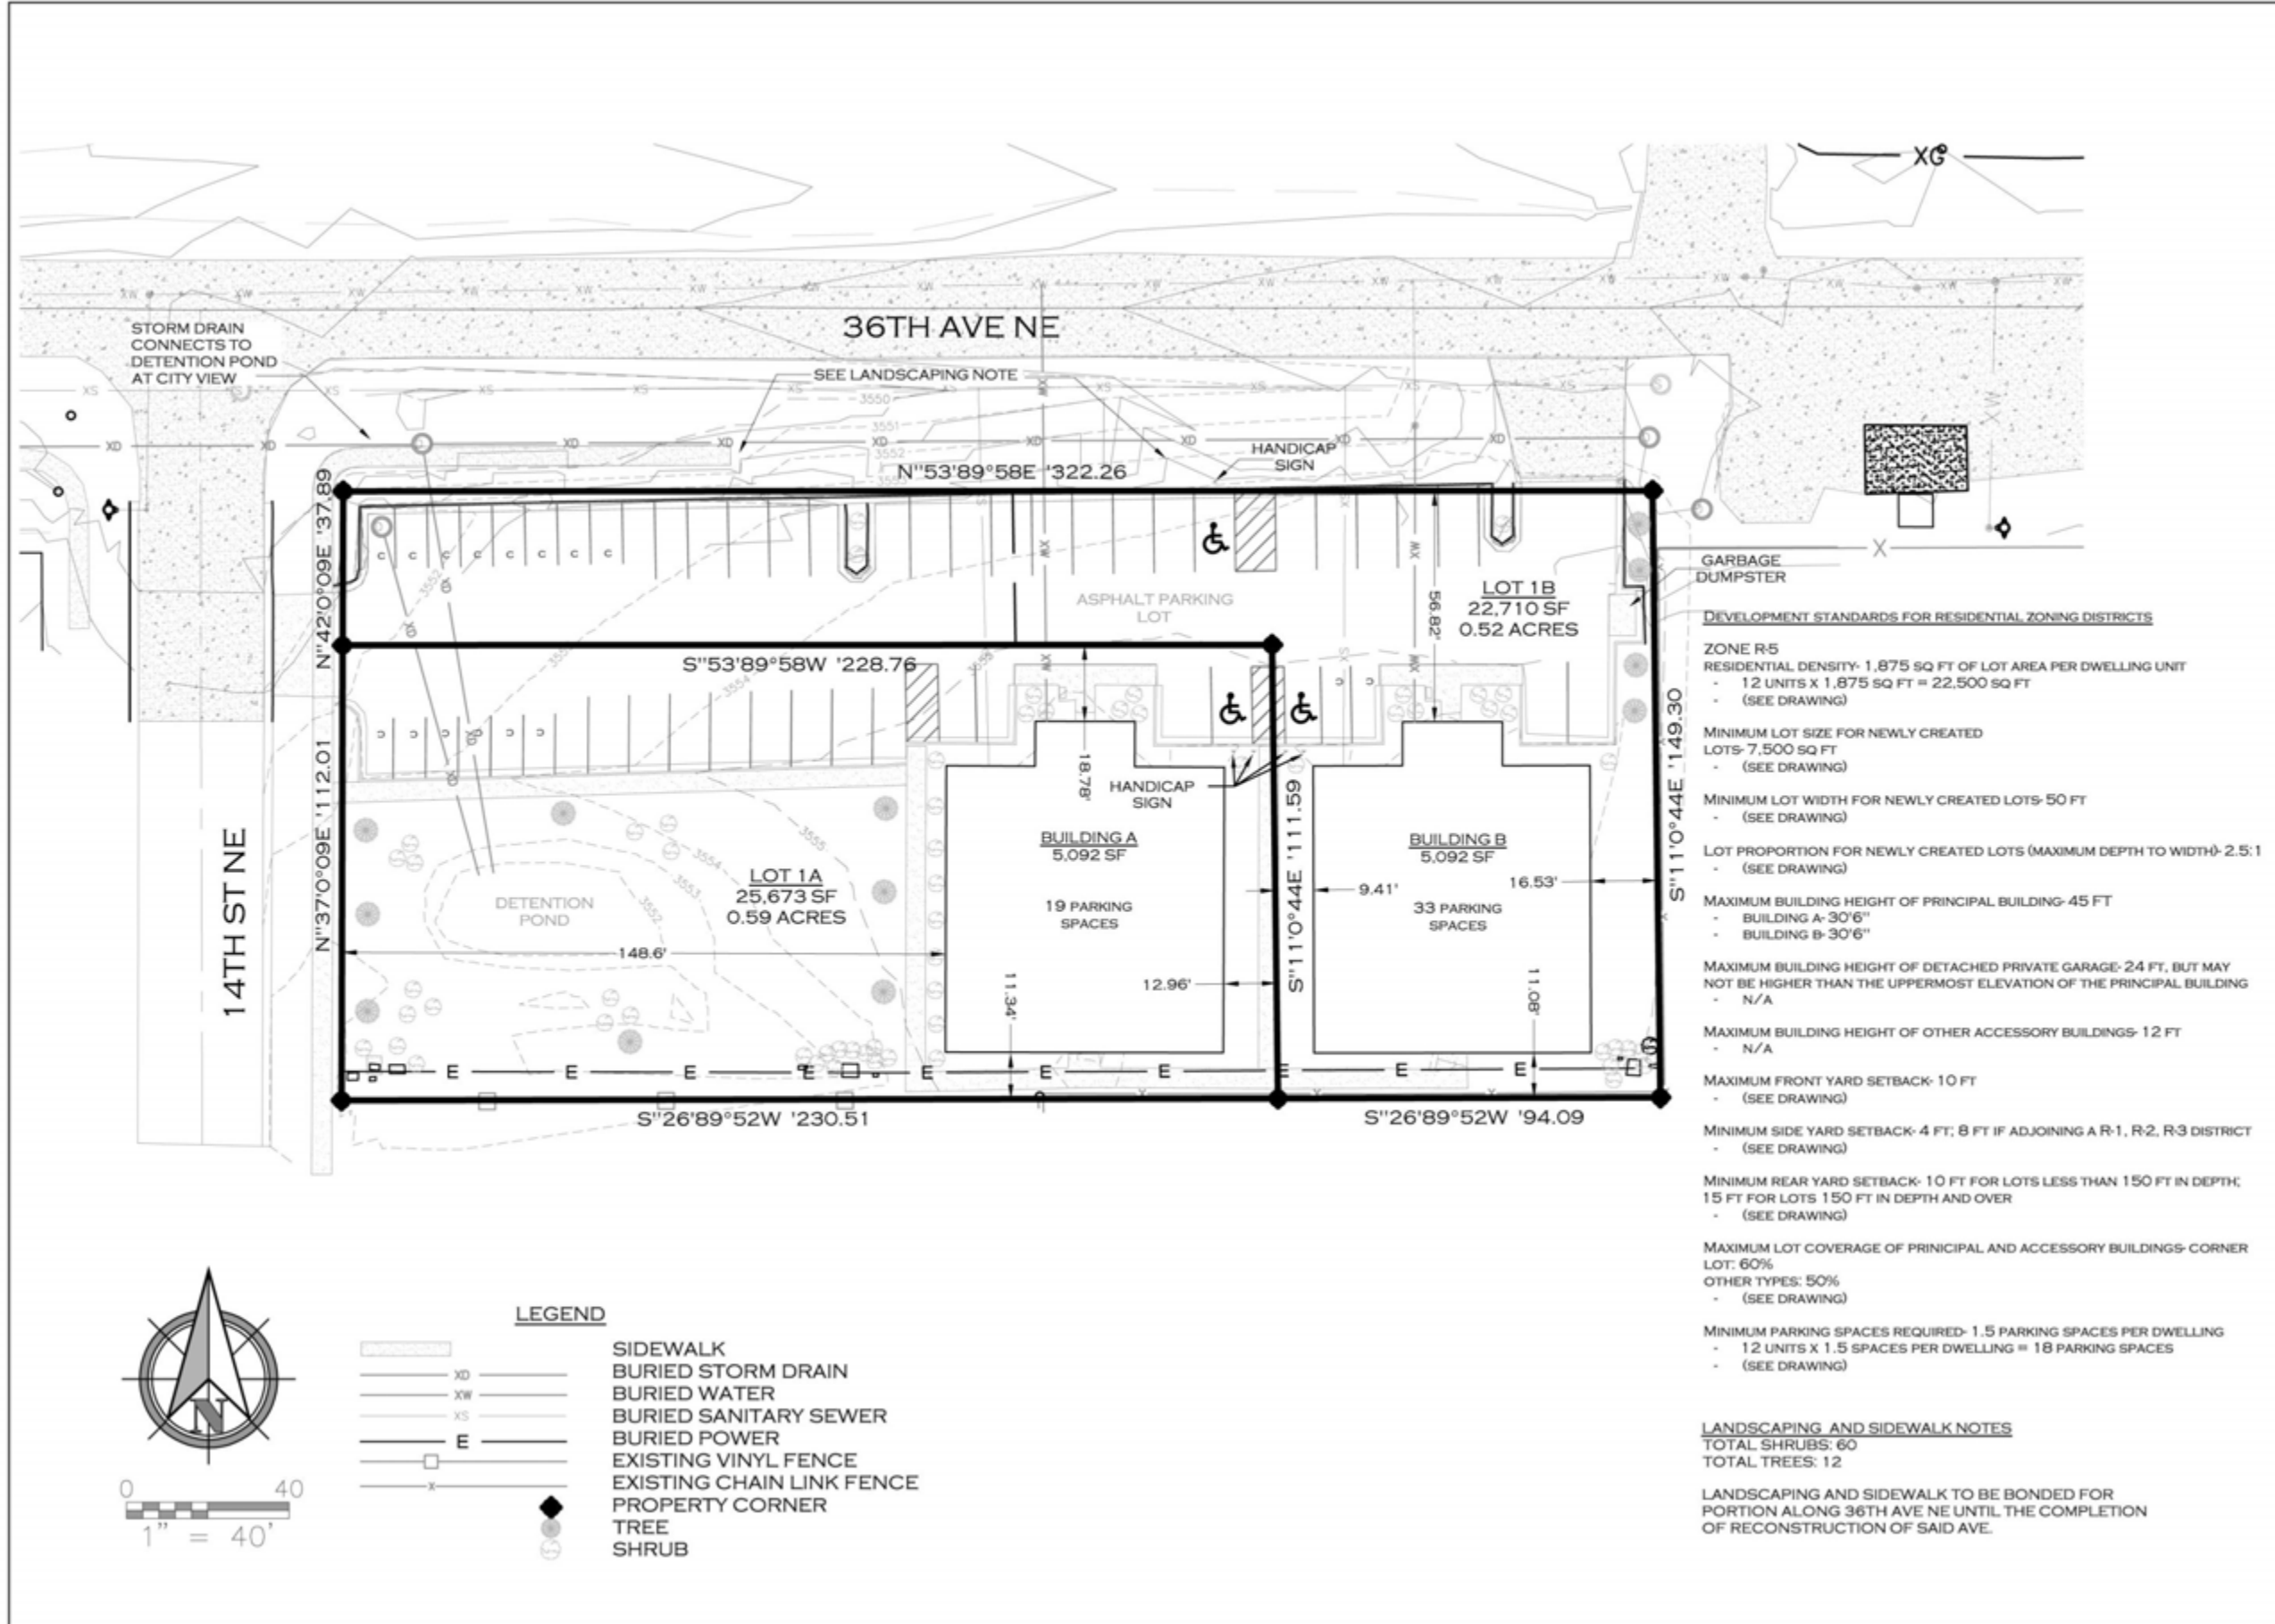 XG
36TH AVE NE
STORM DRAIN
CONNECTS TO
DETENTION POND
AT CITY VIEW
SEE LANDSCAPING NOTE
3550
3551
3552
HANDICAP
SIGN
N"53'89°58E '322.26
N"42'0°09E '37.89
3552
ASPHALT PARKING
LOT
LOT 1B
22,710 SF
0.52 ACRES
56.82'
GARBAGE
DUMPSTER
S"53'89°58W '228.76
3554
18.78'
HANDICAP
SIGN
N"37'0°09E '112.01
S"11'0°44E '111.59
S"11'0°44E '149.30
14TH ST NE
3555
3554
3553
3552
DETENTION
POND
LOT 1A
25,673 SF
0.59 ACRES
148.6'
BUILDING A
5,092 SF
19 PARKING
SPACES
12.96'
11.34'
BUILDING B
5,092 SF
33 PARKING
SPACES
9.41'
16.53'
11.08'
E E E E E E E E E E
S"26'89°52W '230.51
S"26'89°52W '94.09
DEVELOPMENT STANDARDS FOR RESIDENTIAL ZONING DISTRICTS
ZONE R-5
RESIDENTIAL DENSITY- 1,875 SQ FT OF LOT AREA PER DWELLING UNIT
- 12 UNITS X 1,875 SQ FT = 22,500 SQ FT
- (SEE DRAWING)
MINIMUM LOT SIZE FOR NEWLY CREATED
LOTS- 7,500 SQ FT
- (SEE DRAWING)
MINIMUM LOT WIDTH FOR NEWLY CREATED LOTS- 50 FT
- (SEE DRAWING)
LOT PROPORTION FOR NEWLY CREATED LOTS (MAXIMUM DEPTH TO WIDTH)- 2.5:1
- (SEE DRAWING)
MAXIMUM BUILDING HEIGHT OF PRINCIPAL BUILDING- 45 FT
- BUILDING A- 30'6"
- BUILDING B- 30'6"
MAXIMUM BUILDING HEIGHT OF DETACHED PRIVATE GARAGE- 24 FT, BUT MAY
NOT BE HIGHER THAN THE UPPERMOST ELEVATION OF THE PRINCIPAL BUILDING
- N/A
MAXIMUM BUILDING HEIGHT OF OTHER ACCESSORY BUILDINGS- 12 FT
- N/A
MAXIMUM FRONT YARD SETBACK- 10 FT
- (SEE DRAWING)
MINIMUM SIDE YARD SETBACK- 4 FT; 8 FT IF ADJOINING A R-1, R-2, R-3 DISTRICT
- (SEE DRAWING)
MINIMUM REAR YARD SETBACK- 10 FT FOR LOTS LESS THAN 150 FT IN DEPTH;
15 FT FOR LOTS 150 FT IN DEPTH AND OVER
- (SEE DRAWING)
MAXIMUM LOT COVERAGE OF PRINICIPAL AND ACCESSORY BUILDINGS- CORNER
LOT: 60%
OTHER TYPES: 50%
- (SEE DRAWING)
MINIMUM PARKING SPACES REQUIRED- 1.5 PARKING SPACES PER DWELLING
- 12 UNITS X 1.5 SPACES PER DWELLING = 18 PARKING SPACES
- (SEE DRAWING)
LANDSCAPING AND SIDEWALK NOTES
TOTAL SHRUBS: 60
TOTAL TREES: 12
LANDSCAPING AND SIDEWALK TO BE BONDED FOR
PORTION ALONG 36TH AVE NE UNTIL THE COMPLETION
OF RECONSTRUCTION OF SAID AVE.
N
0 40
1" = 40'
LEGEND
SIDEWALK
XD BURIED STORM DRAIN
XW BURIED WATER
XS BURIED SANITARY SEWER
E BURIED POWER
EXISTING VINYL FENCE
X EXISTING CHAIN LINK FENCE
PROPERTY CORNER
TREE
SHRUB